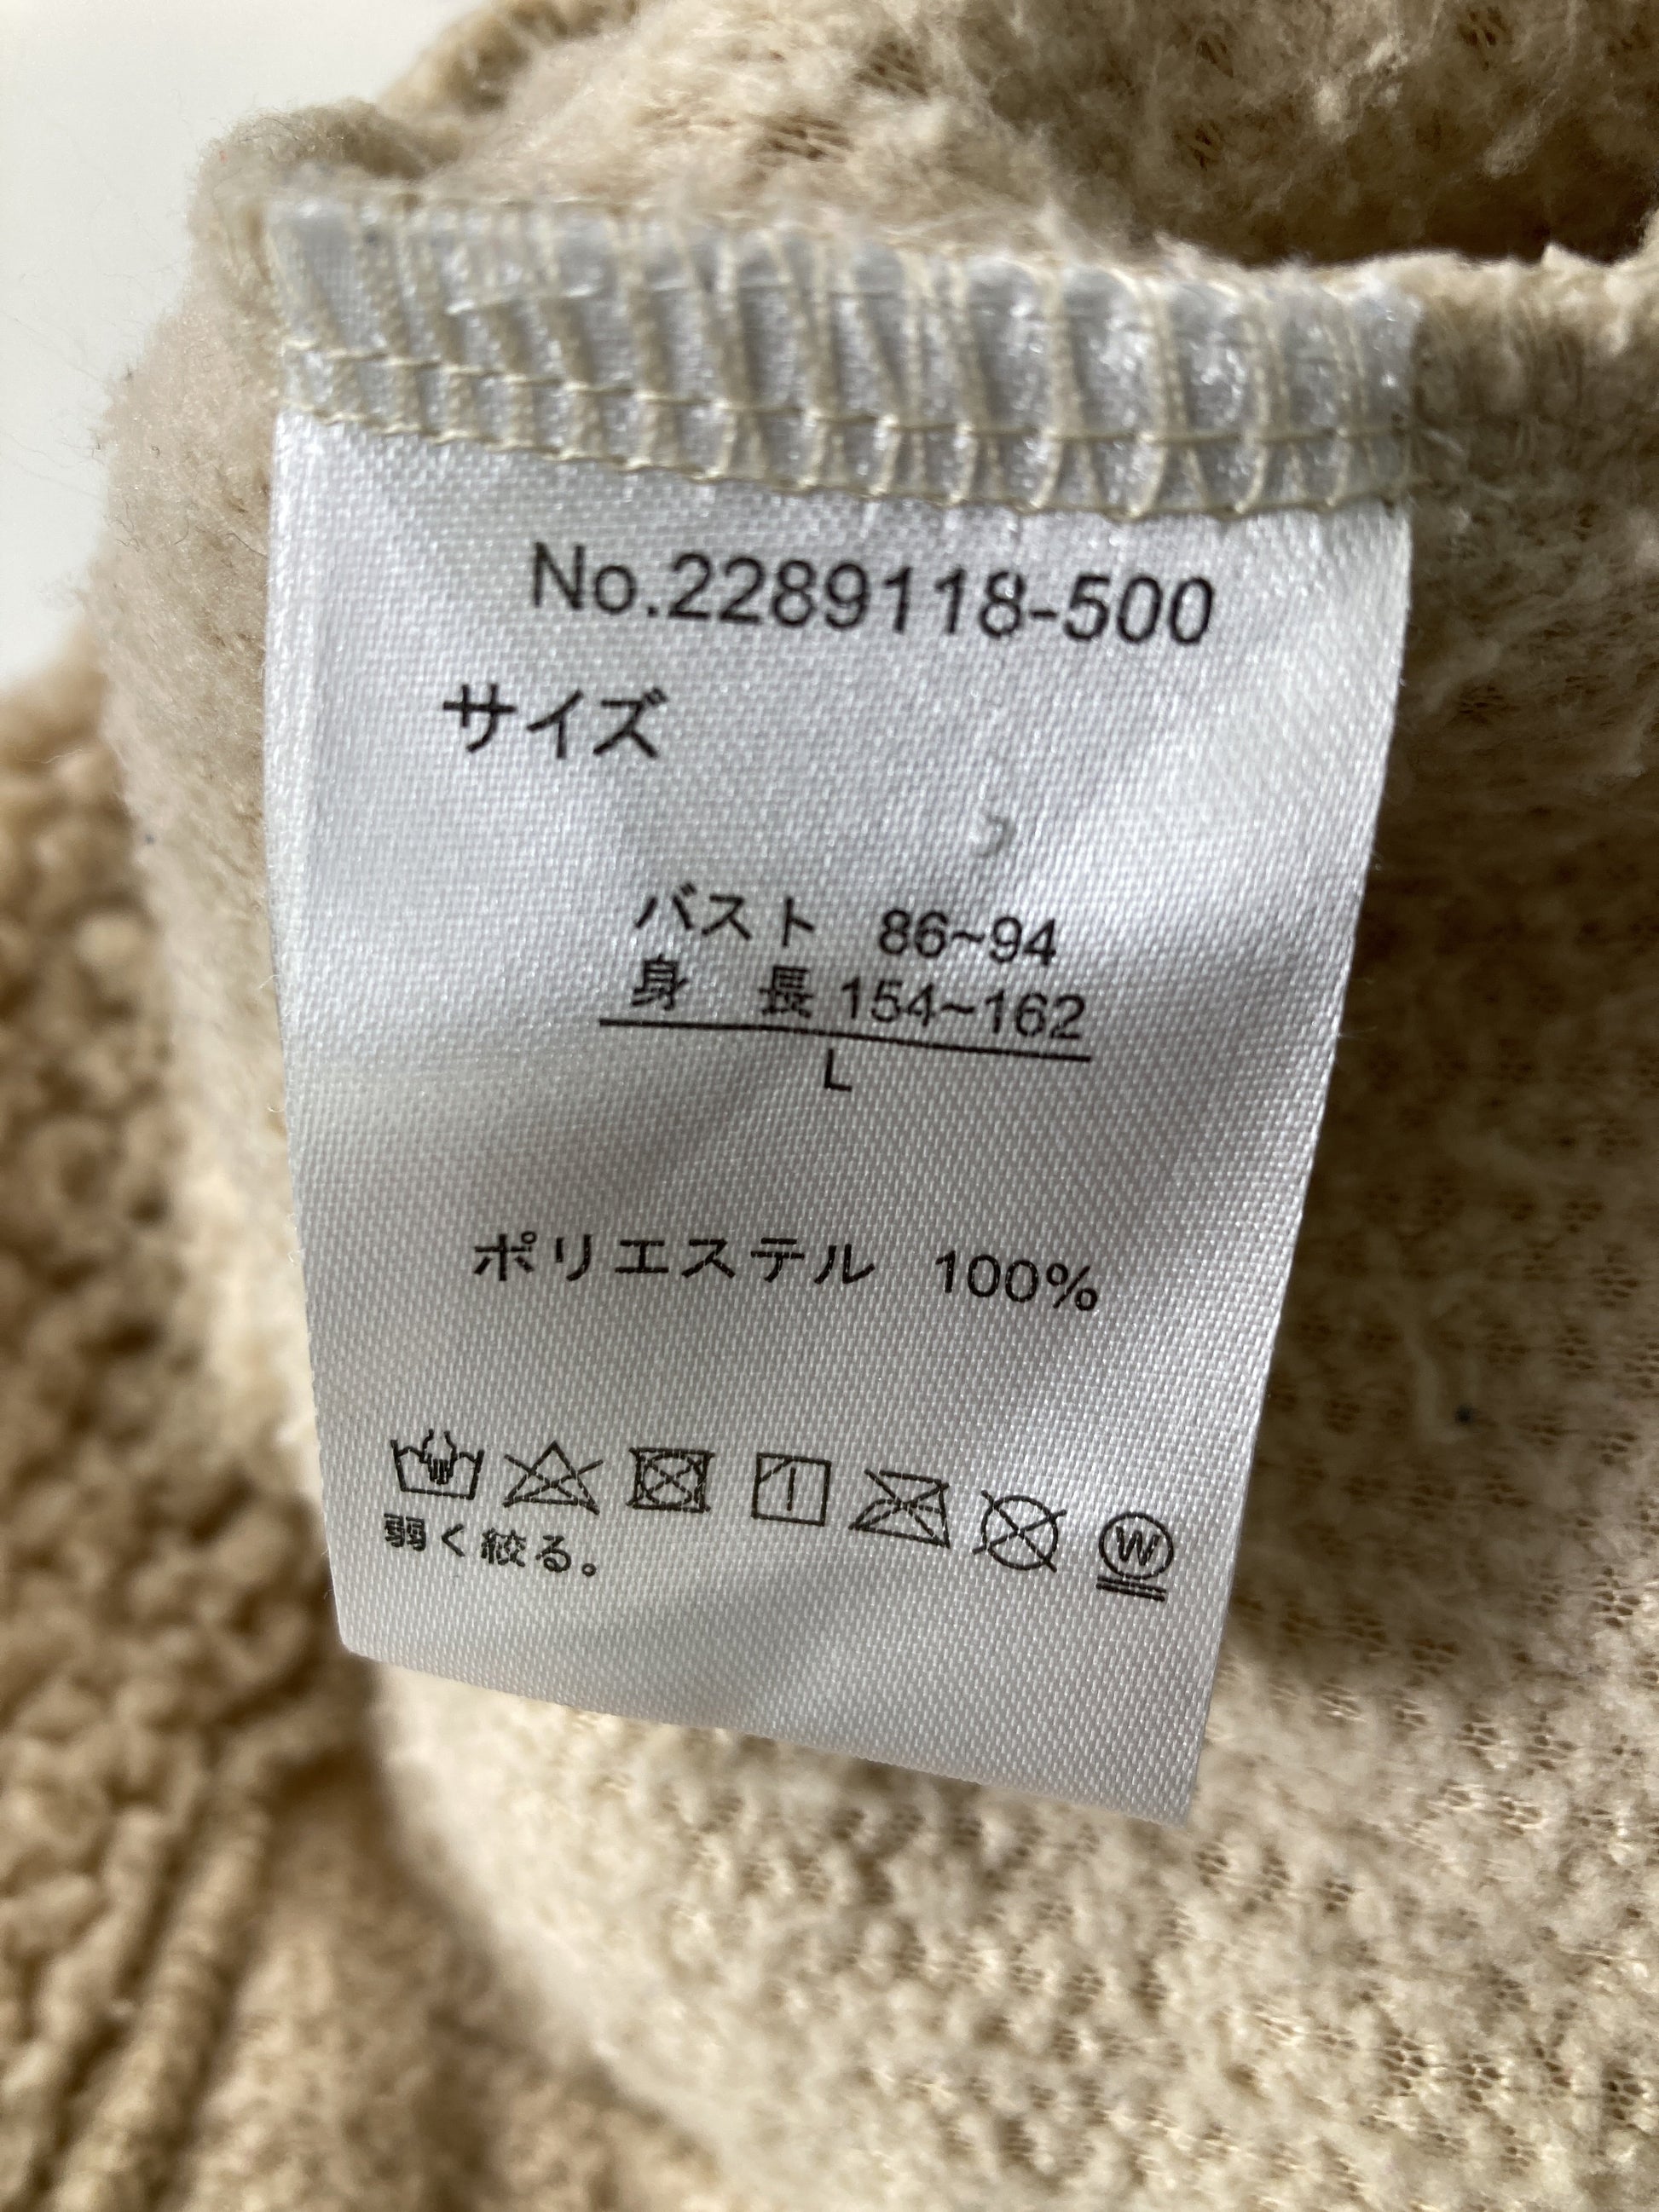 No.2289118-500
サイズ
バスト 86~94
身 長 154~162
L
ポリエステル 100%
W
弱く絞る。